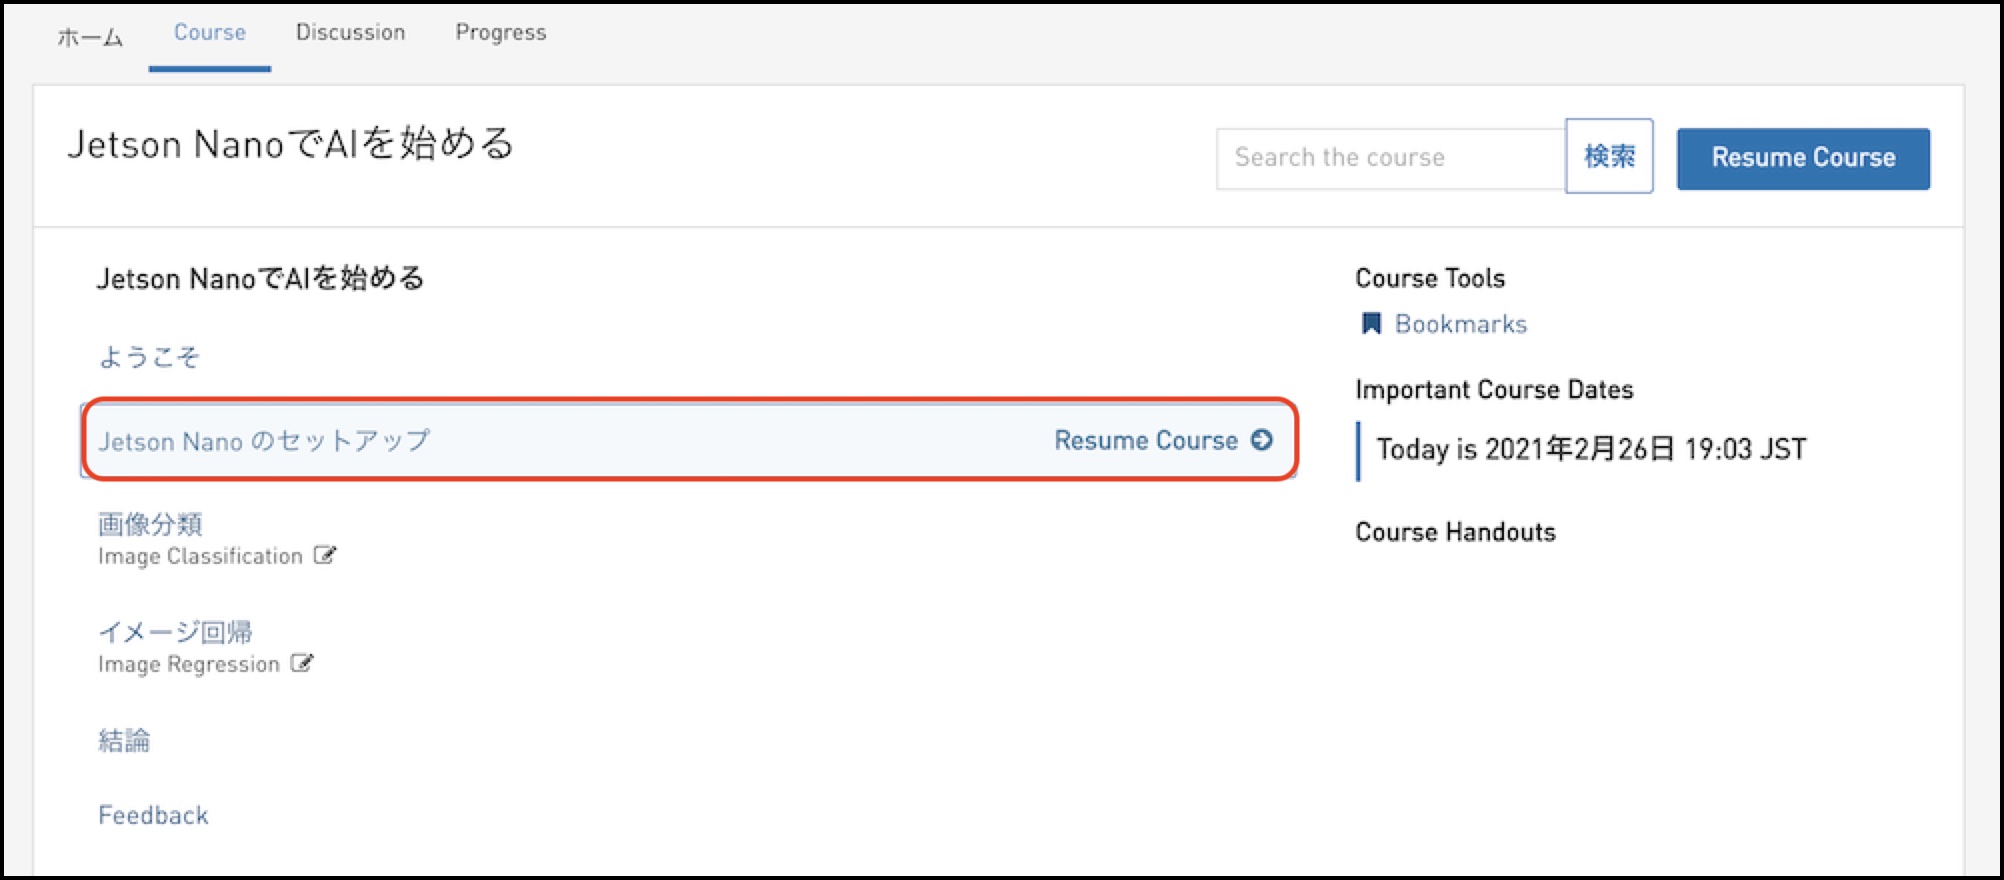 ホーム Course Discussion Progress
Jetson NanoでAIを始める
Search the course 検索 Resume Course
Jetson NanoでAIを始める
ようこそ
Jetson Nano のセットアップ Resume Course
画像分類
Image Classification
イメージ回帰
Image Regression
結論
Feedback
Course Tools
Bookmarks
Important Course Dates
Today is 2021年2月26日 19:03 JST
Course Handouts